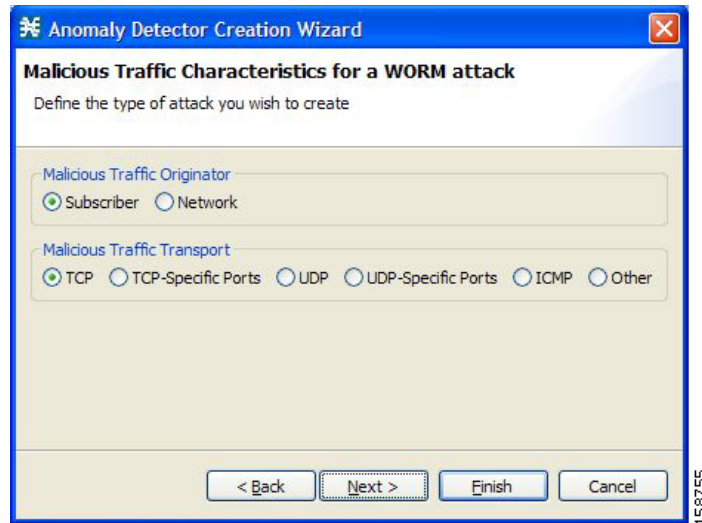 Anomaly Detector Creation Wizard
Malicious Traffic Characteristics for a WORM attack
Define the type of attack you wish to create
Malicious Traffic Originator
Subscriber Network
Malicious Traffic Transport
TCP TCP-Specific Ports UDP UDP-Specific Ports ICMP Other
< Back Next > Finish Cancel
158755